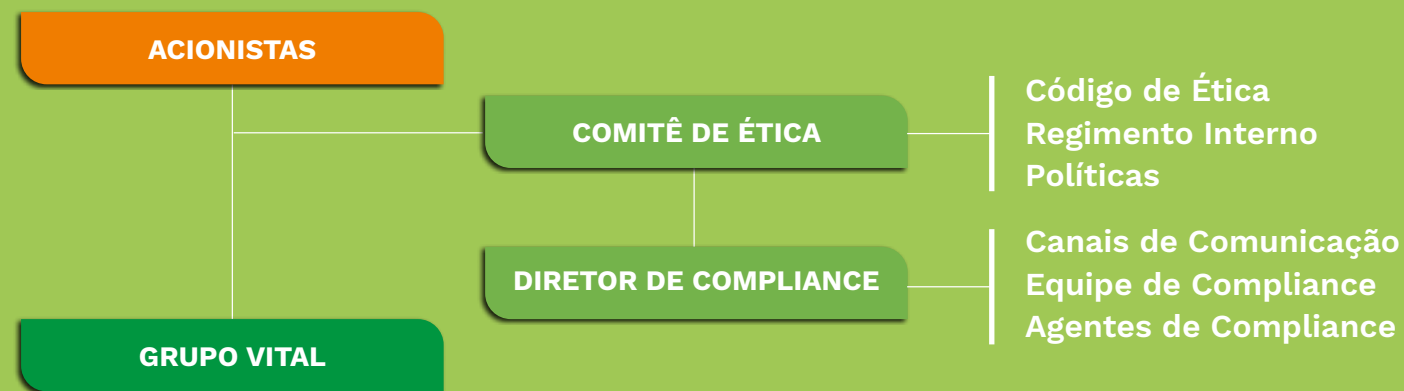 ACIONISTAS
COMITÊ DE ÉTICA
Código de Ética
Regimento Interno
Políticas
DIRETOR DE COMPLIANCE
Canais de Comunicação
Equipe de Compliance
Agentes de Compliance
GRUPO VITAL